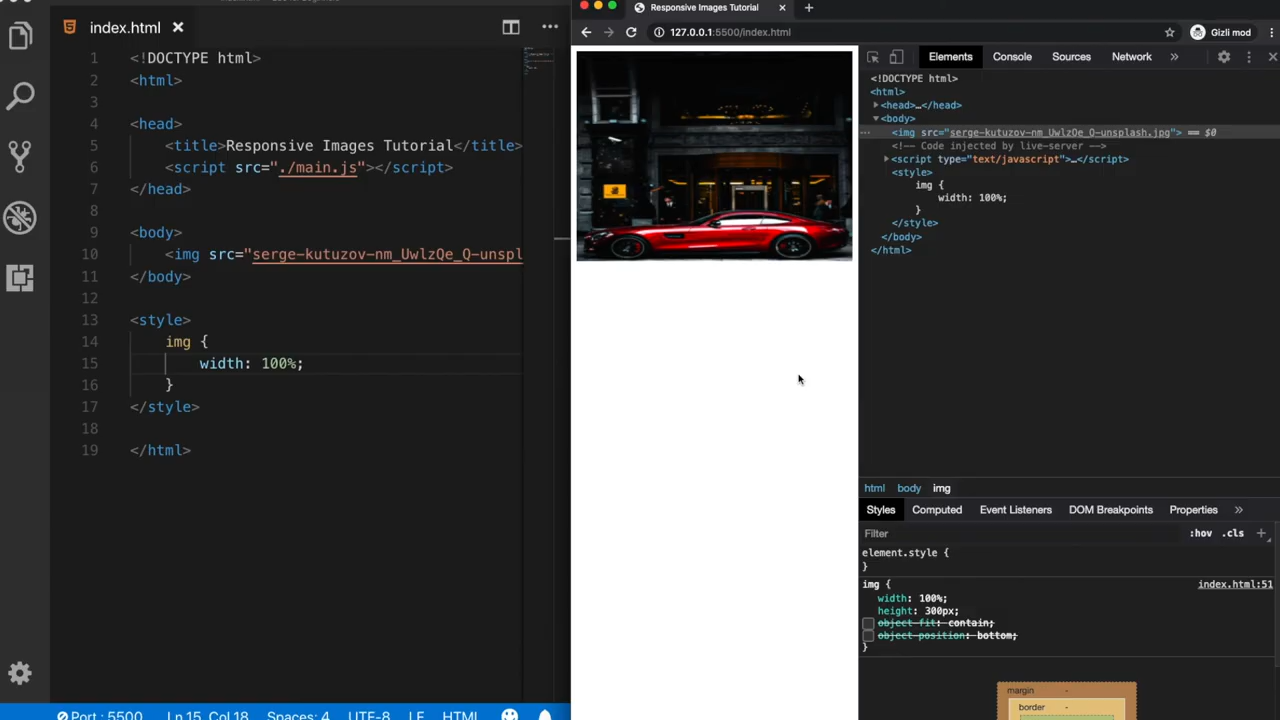 index.html
1 <!DOCTYPE html>
2 <html>
3
4 <head>
5 <title>Responsive Images Tutorial</title>
6 <script src="./main.js"></script>
7 </head>
8
9 <body>
10 <img src="serge-kutuzov-nm_UwlzQe_Q-unspl
11 </body>
12
13 <style>
14 img {
15 width: 100%;
16 }
17 </style>
18
19 </html>
Port : 5500 Ln 15, Col 18 Spaces: 4 UTF-8 LF HTML
Responsive Images Tutorial
127.0.0.1:5500/index.html Gizli mod
Elements Console Sources Network »
<!DOCTYPE html>
<html>
<head>…</head>
<body>
<img src="serge-kutuzov-nm_UwlzQe_Q-unsplash.jpg"> == $0
<!-- Code injected by live-server -->
<script type="text/javascript">…</script>
<style>
img {
width: 100%;
}
</style>
</body>
</html>
html body img
Styles Computed Event Listeners DOM Breakpoints Properties »
Filter :hov .cls +
element.style {
}
img { index.html:51
width: 100%;
height: 300px;
object-fit: contain;
object-position: bottom;
}
margin -
border -